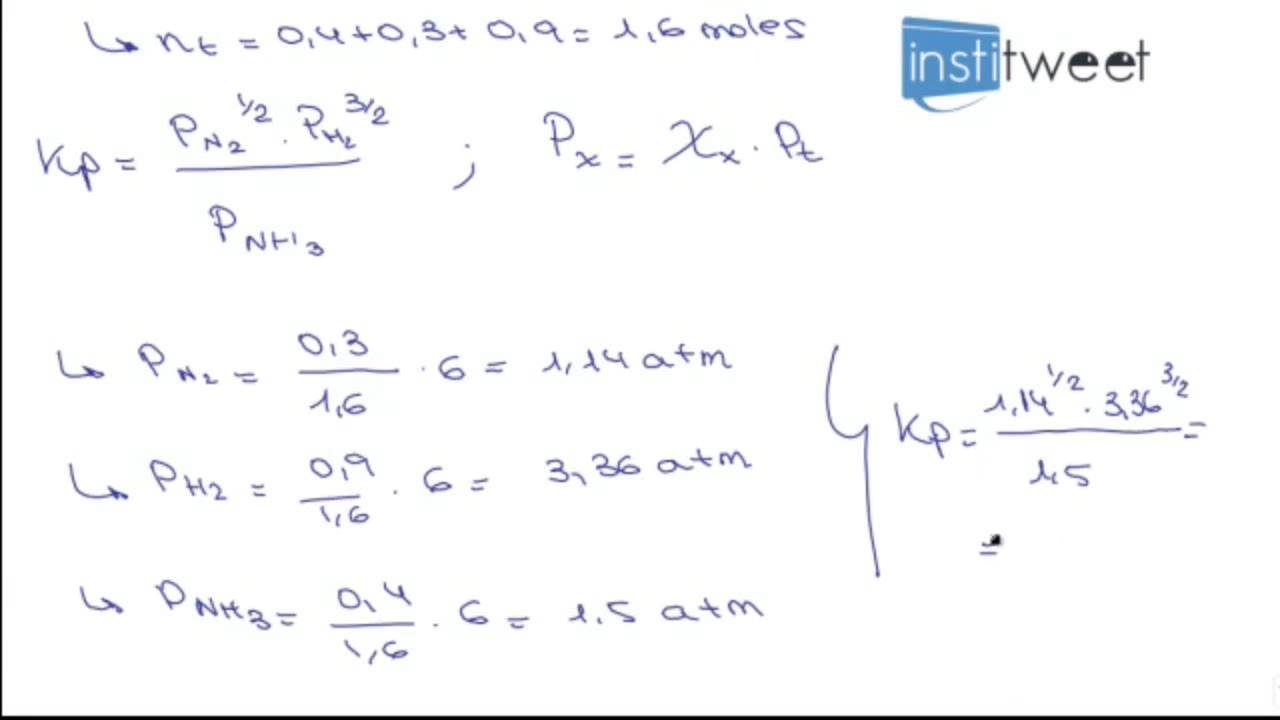 ↳ nt = 0,4+0,3+ 0,9 = 1,6 moles
institweet
Kp = PN2^1/2 · PH2^3/2 / PNH3 ; Px = Xx · Pt
↳ PN2 = 0,3 / 1,6 · 6 = 1,14 atm
↳ PH2 = 0,9 / 1,6 · 6 = 3,36 atm
↳ PNH3 = 0,4 / 1,6 · 6 = 1.5 atm
Kp = 1,14^1/2 · 3,36^3/2 / 1.5 =
=